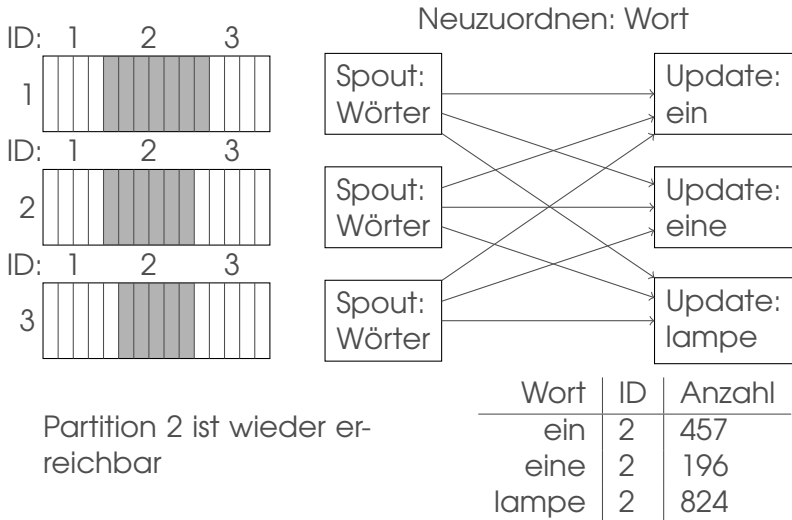 Neuzuordnen: Wort
ID: 1 2 3
1
ID: 1 2 3
2
ID: 1 2 3
3
Spout:
Wörter
Spout:
Wörter
Spout:
Wörter
Update:
ein
Update:
eine
Update:
lampe
Partition 2 ist wieder er-
reichbar
Wort ID Anzahl
ein 2 457
eine 2 196
lampe 2 824